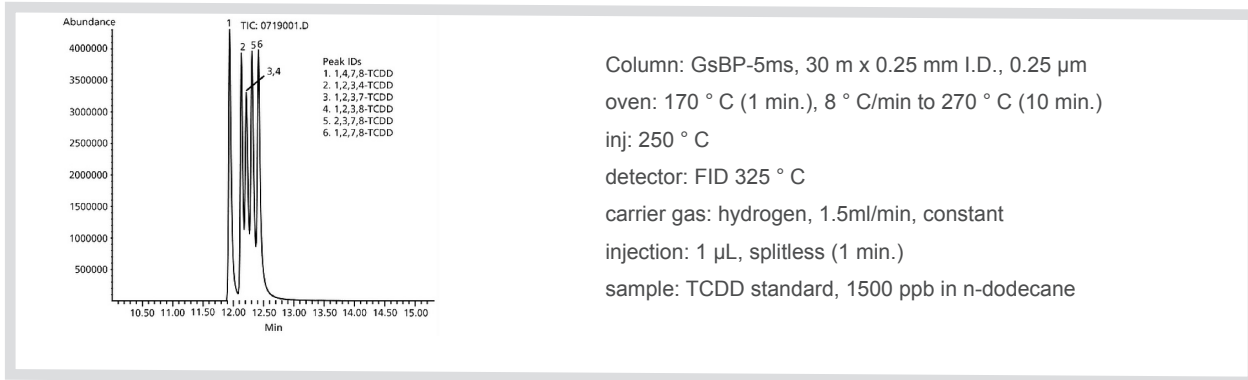 Abundance
1 TIC: 0719001.D
2 5 6
3,4
4000000
3500000
3000000
2500000
2000000
1500000
1000000
500000
10.50 11.00 11.50 12.00 12.50 13.00 13.50 14.00 14.50 15.00
Min
Peak IDs
1. 1,4,7,8-TCDD
2. 1,2,3,4-TCDD
3. 1,2,3,7-TCDD
4. 1,2,3,8-TCDD
5. 2,3,7,8-TCDD
6. 1,2,7,8-TCDD
Column: GsBP-5ms, 30 m x 0.25 mm I.D., 0.25 µm
oven: 170 ° C (1 min.), 8 ° C/min to 270 ° C (10 min.)
inj: 250 ° C
detector: FID 325 ° C
carrier gas: hydrogen, 1.5ml/min, constant
injection: 1 µL, splitless (1 min.)
sample: TCDD standard, 1500 ppb in n-dodecane